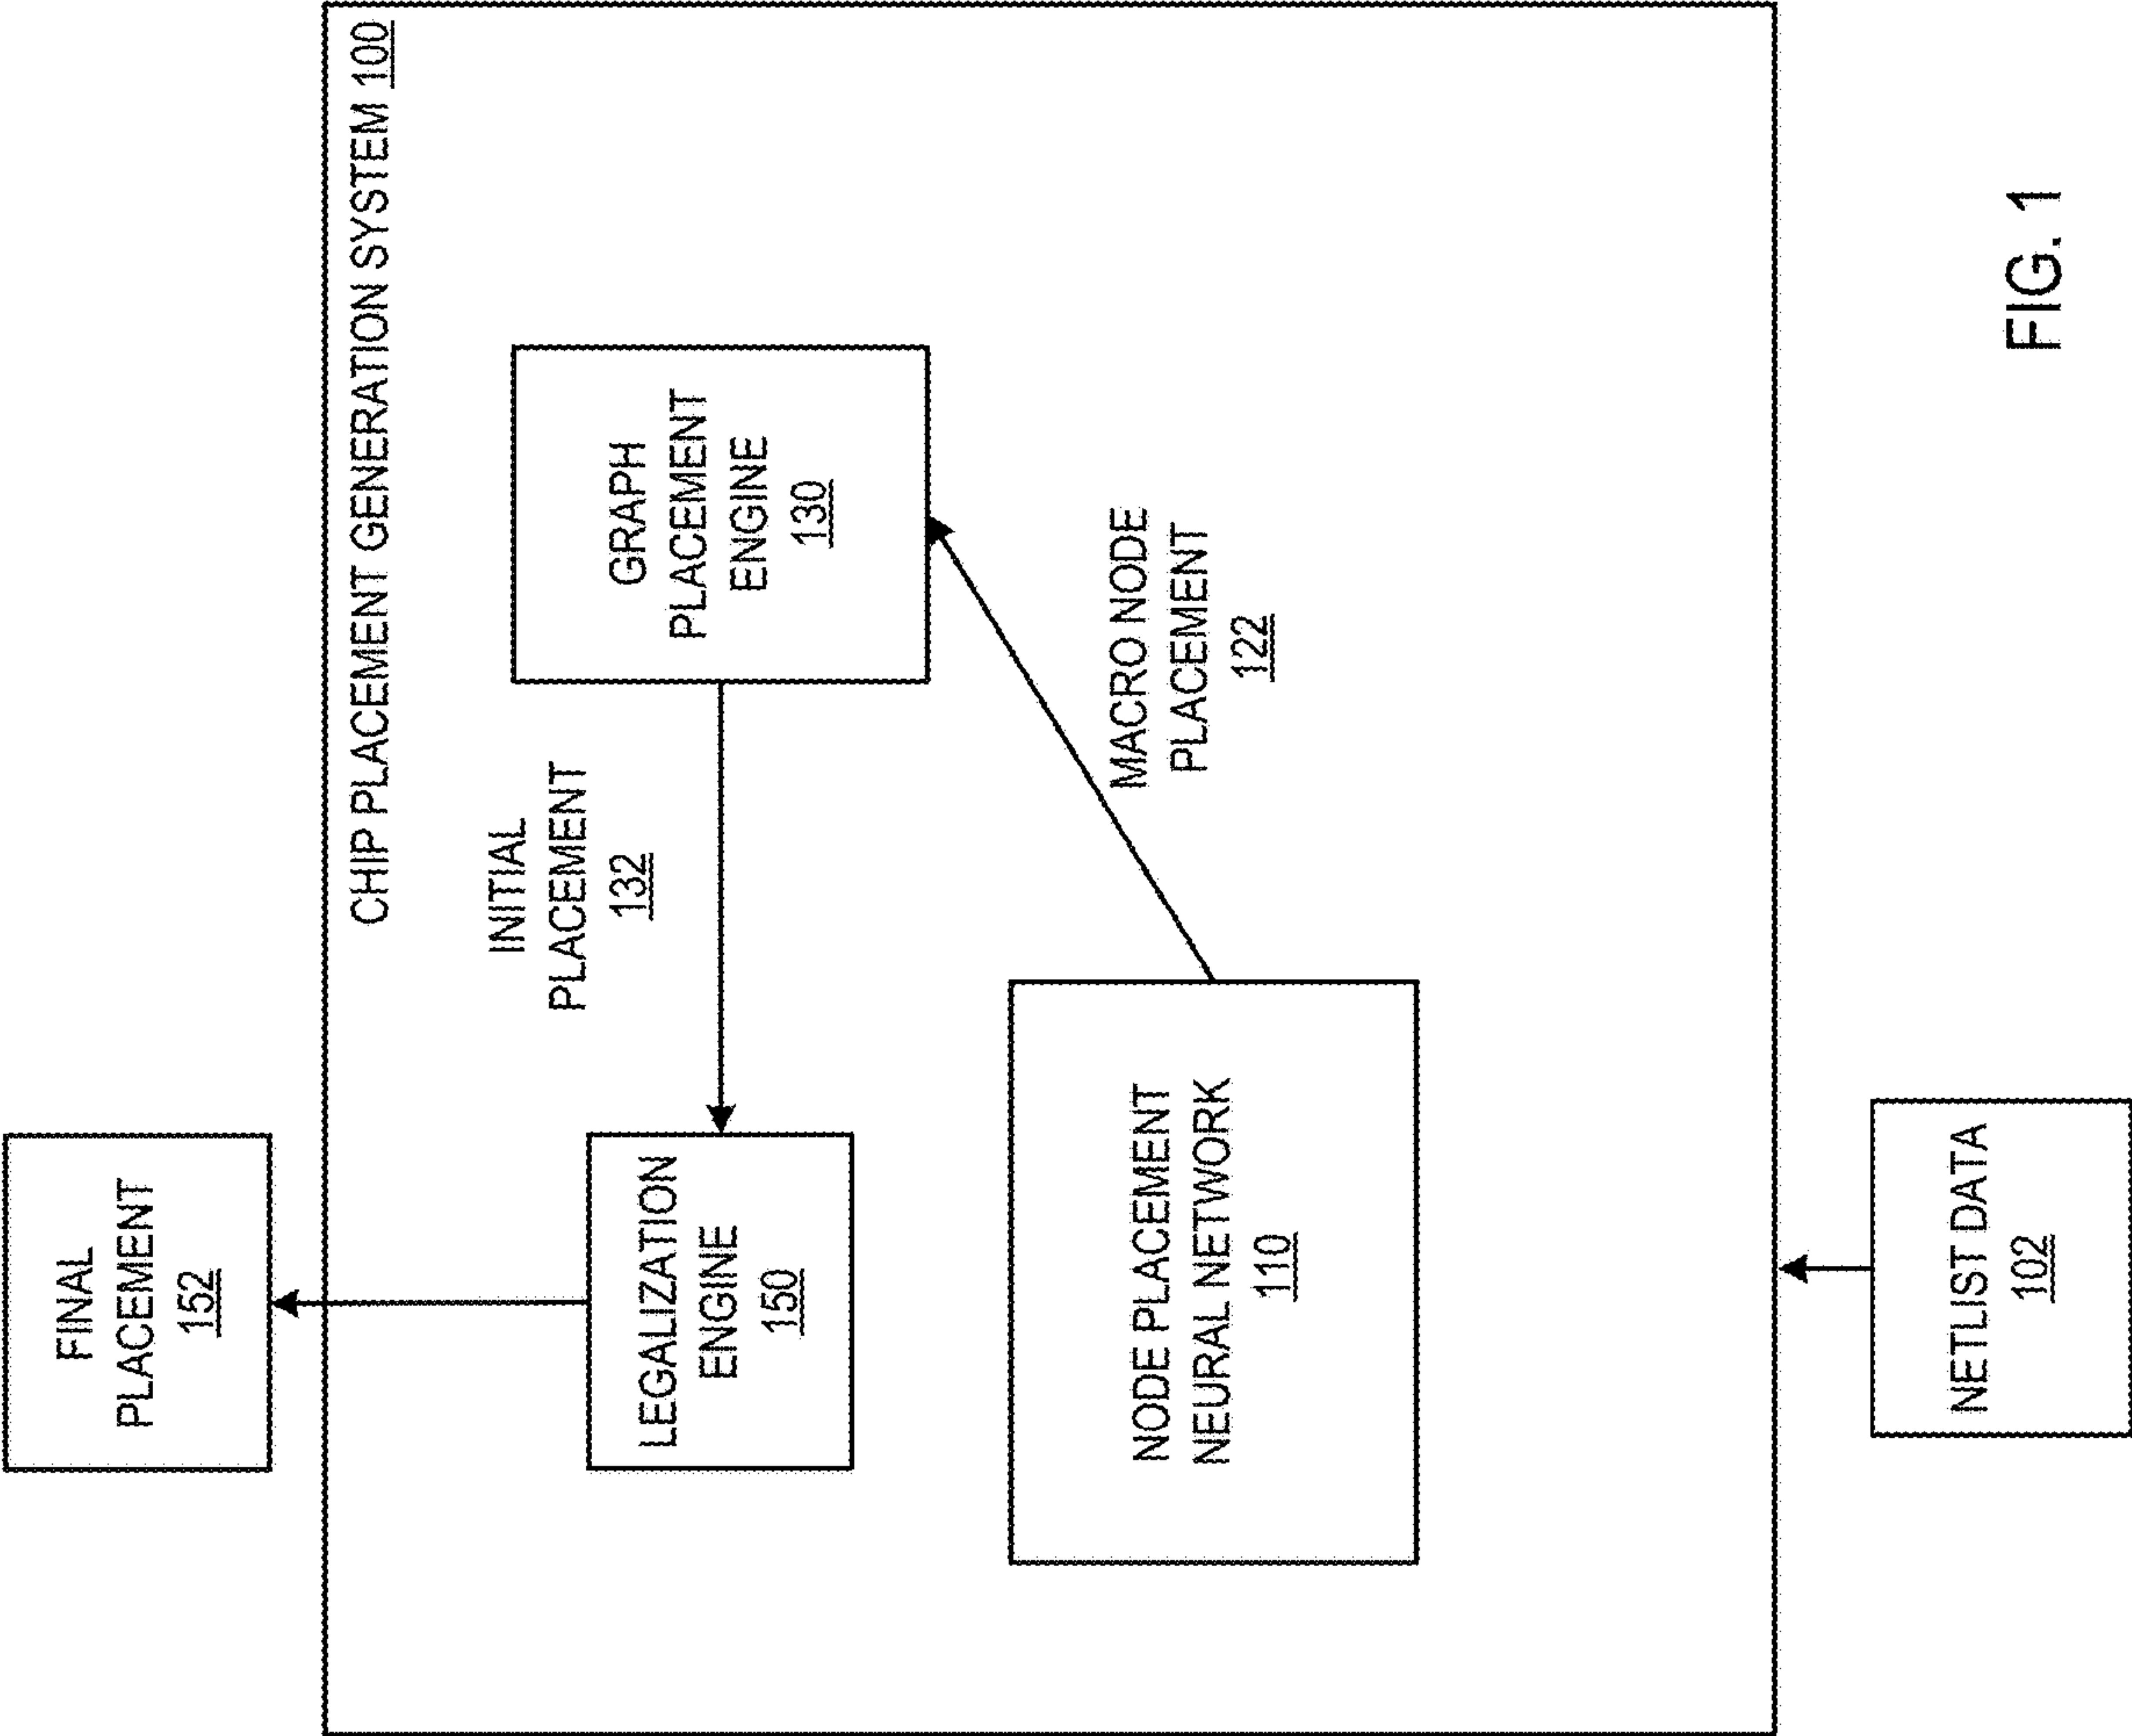 CHIP PLACEMENT GENERATION SYSTEM 100
FINAL
PLACEMENT
152
LEGALIZATION
ENGINE
150
INITIAL
PLACEMENT
132
GRAPH
PLACEMENT
ENGINE
130
NODE PLACEMENT
NEURAL NETWORK
110
MACRO NODE
PLACEMENT
122
NETLIST DATA
102
FIG. 1